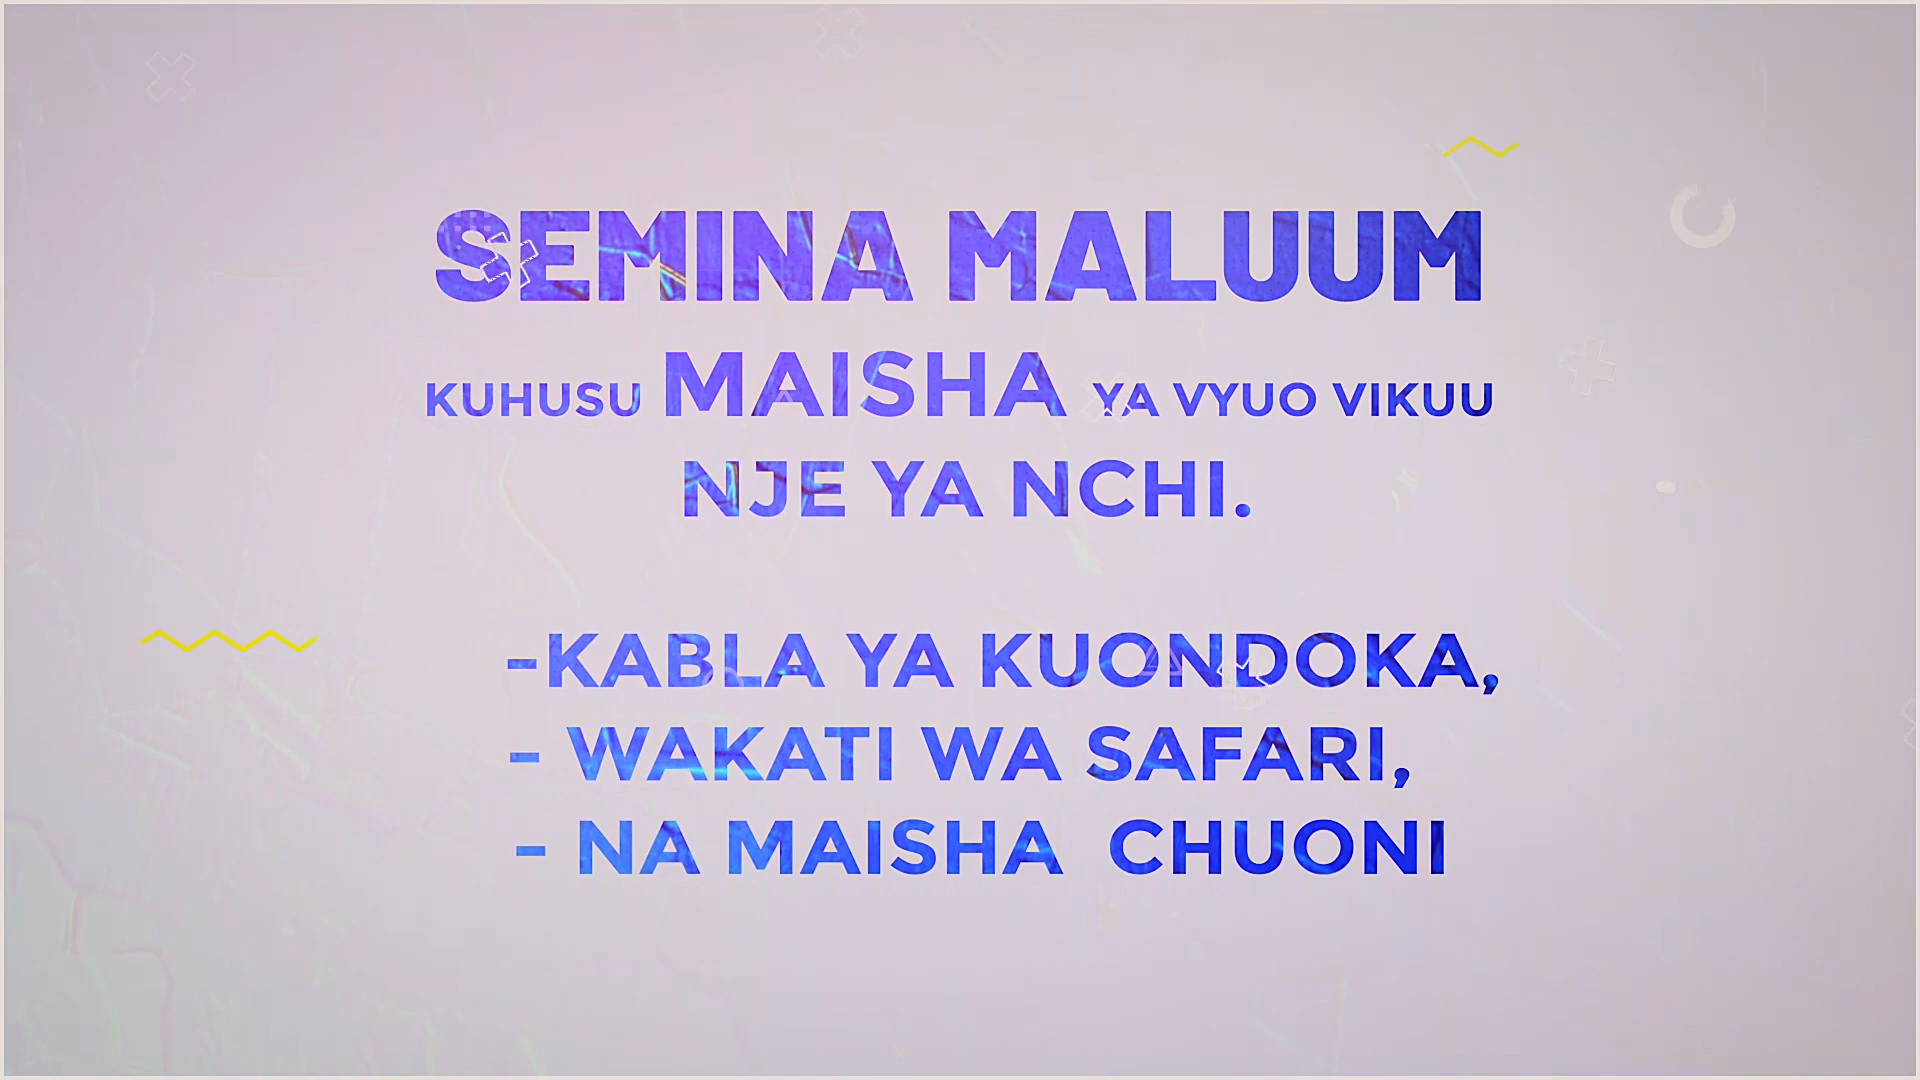 SEMINA MALUUM
KUHUSU MAISHA YA VYUO VIKUU
NJE YA NCHI.
-KABLA YA KUONDOKA,
- WAKATI WA SAFARI,
- NA MAISHA CHUONI